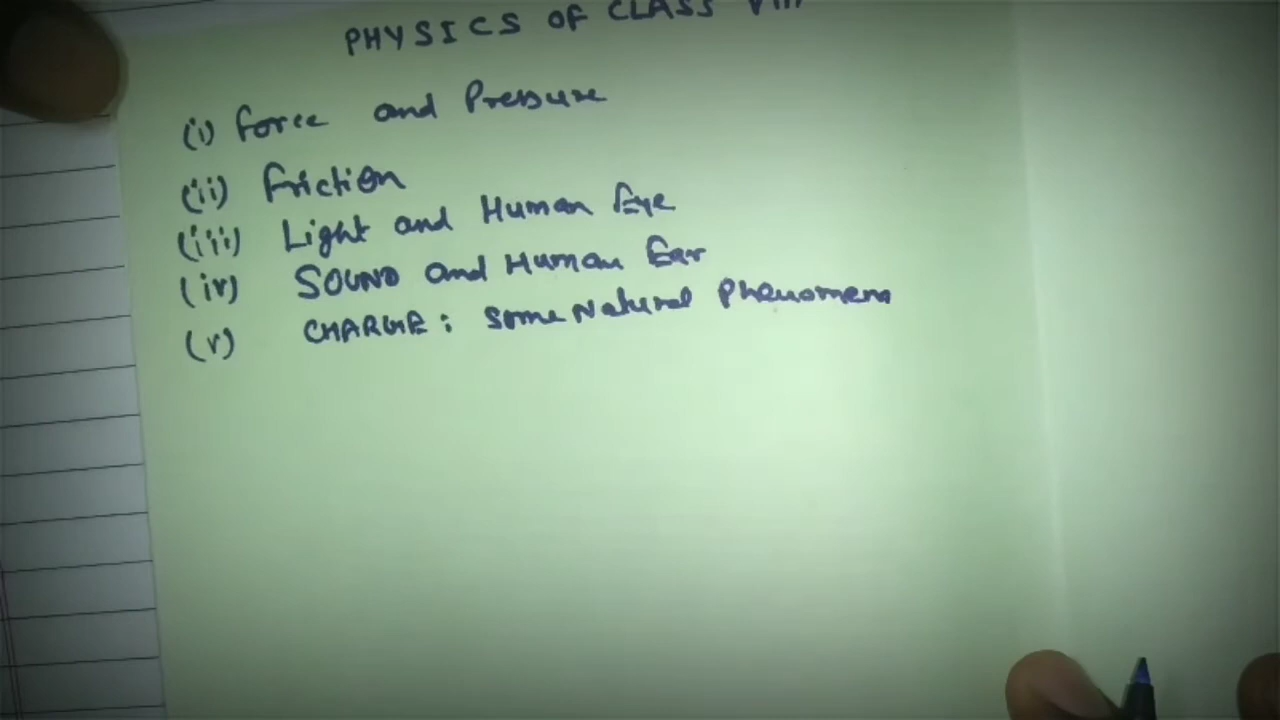 PHYSICS OF CLASS VIII
(i) Force and Pressure
(ii) Friction
(iii) Light and Human Eye
(iv) SOUND and Human Ear
(v) CHARGE: Some Natural Phenomena